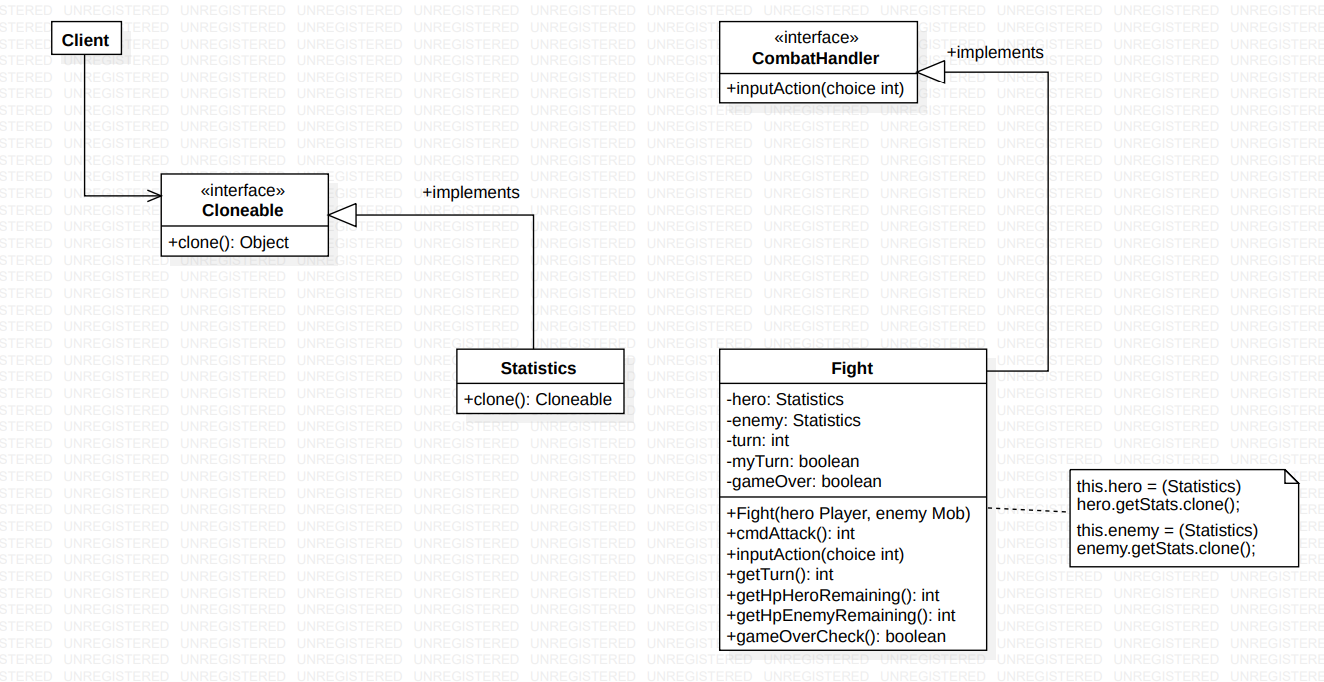 Client
«interface»
Cloneable
+clone(): Object
+implements
Statistics
+clone(): Cloneable
«interface»
CombatHandler
+inputAction(choice int)
+implements
Fight
-hero: Statistics
-enemy: Statistics
-turn: int
-myTurn: boolean
-gameOver: boolean
+Fight(hero Player, enemy Mob)
+cmdAttack(): int
+inputAction(choice int)
+getTurn(): int
+getHpHeroRemaining(): int
+getHpEnemyRemaining(): int
+gameOverCheck(): boolean
this.hero = (Statistics)
hero.getStats.clone();
this.enemy = (Statistics)
enemy.getStats.clone();
UNREGISTERED